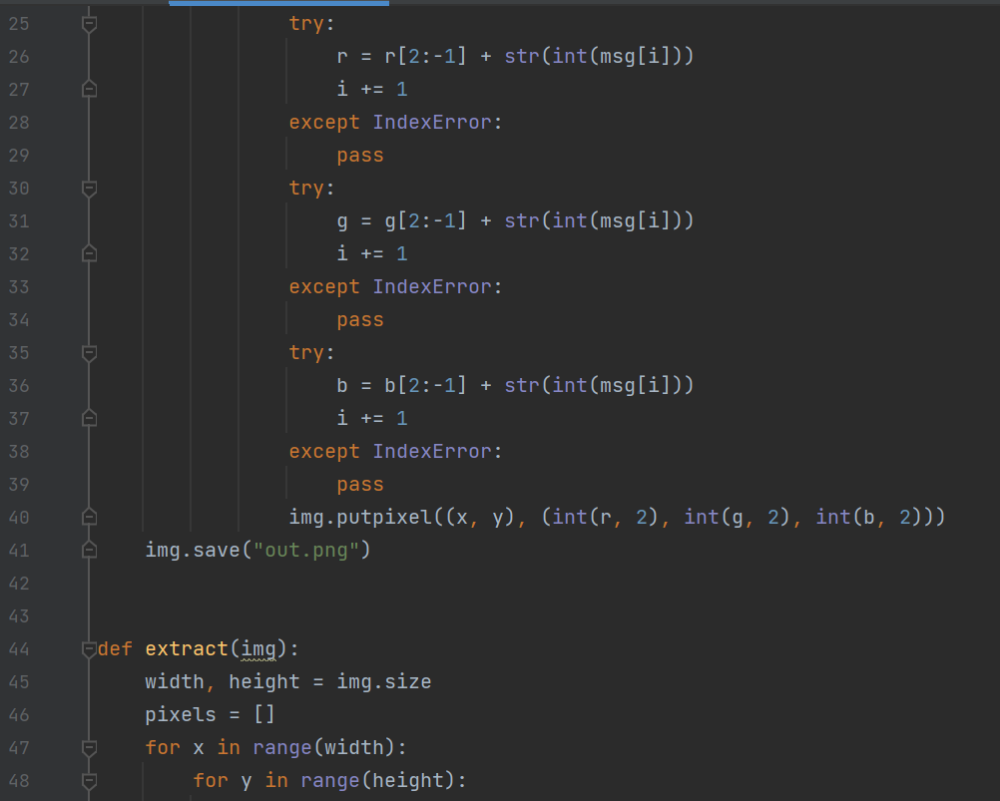 25 try:
26 r = r[2:-1] + str(int(msg[i]))
27 i += 1
28 except IndexError:
29 pass
30 try:
31 g = g[2:-1] + str(int(msg[i]))
32 i += 1
33 except IndexError:
34 pass
35 try:
36 b = b[2:-1] + str(int(msg[i]))
37 i += 1
38 except IndexError:
39 pass
40 img.putpixel((x, y), (int(r, 2), int(g, 2), int(b, 2)))
41 img.save("out.png")
42
43
44 def extract(img):
45 width, height = img.size
46 pixels = []
47 for x in range(width):
48 for y in range(height):